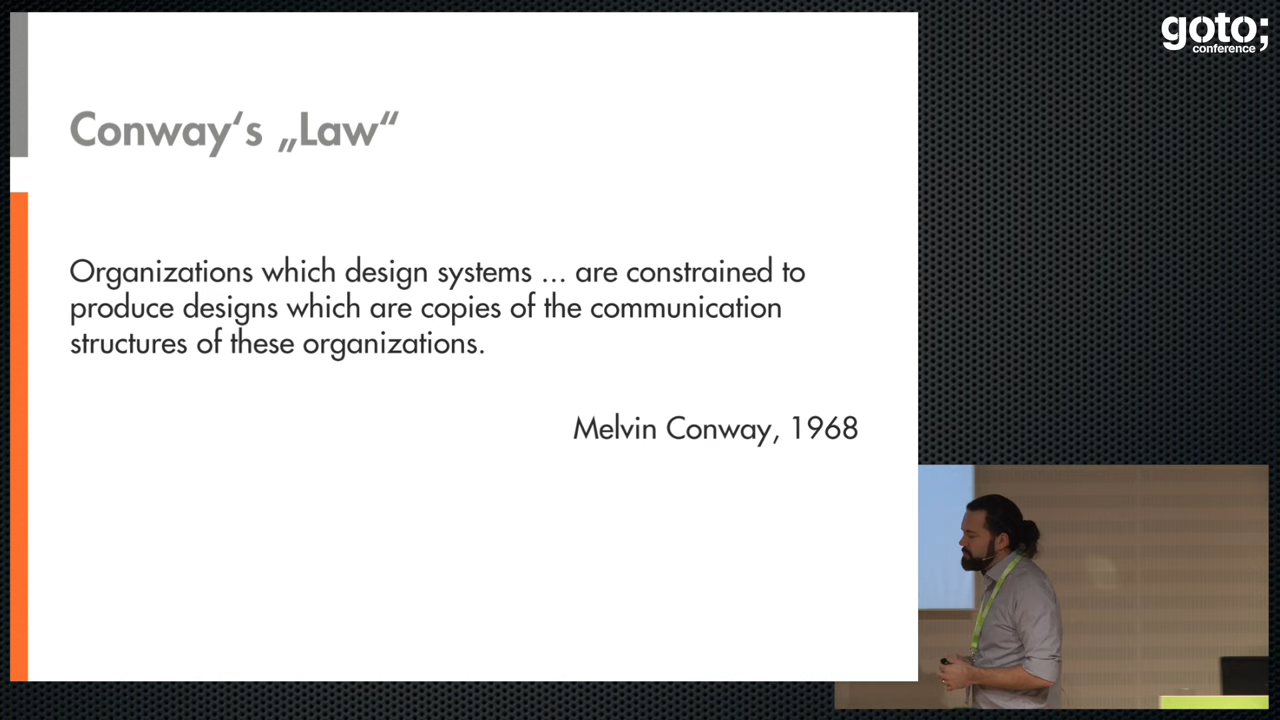 goto;
conference
Conway‘s „Law“
Organizations which design systems ... are constrained to
produce designs which are copies of the communication
structures of these organizations.
Melvin Conway, 1968